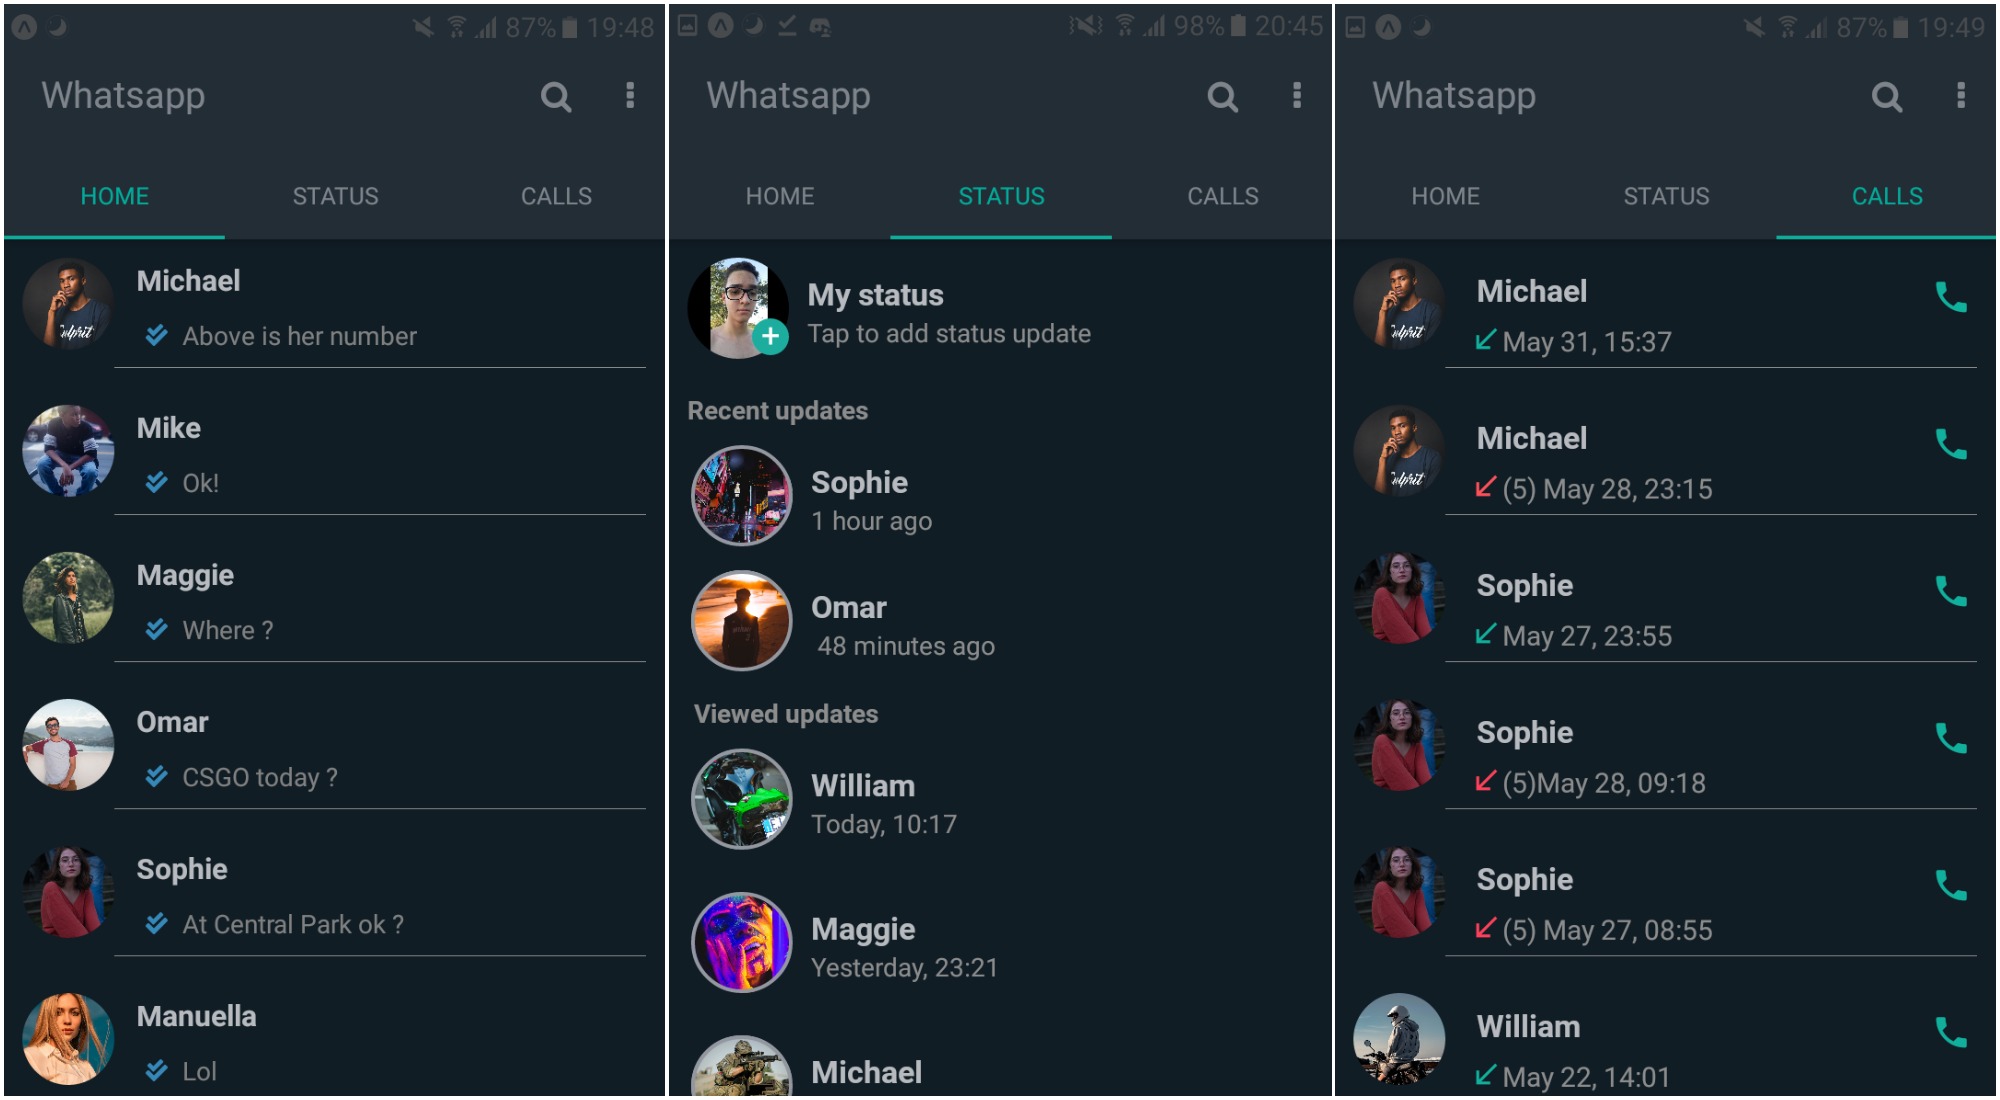 87% 19:48
Whatsapp
HOME STATUS CALLS
Michael
Above is her number
Mike
Ok!
Maggie
Where ?
Omar
CSGO today ?
Sophie
At Central Park ok ?
Manuella
Lol
98% 20:45
Whatsapp
HOME STATUS CALLS
My status
Tap to add status update
Recent updates
Sophie
1 hour ago
Omar
48 minutes ago
Viewed updates
William
Today, 10:17
Maggie
Yesterday, 23:21
Michael
87% 19:49
Whatsapp
HOME STATUS CALLS
Michael
May 31, 15:37
Michael
(5) May 28, 23:15
Sophie
May 27, 23:55
Sophie
(5)May 28, 09:18
Sophie
(5) May 27, 08:55
William
May 22, 14:01